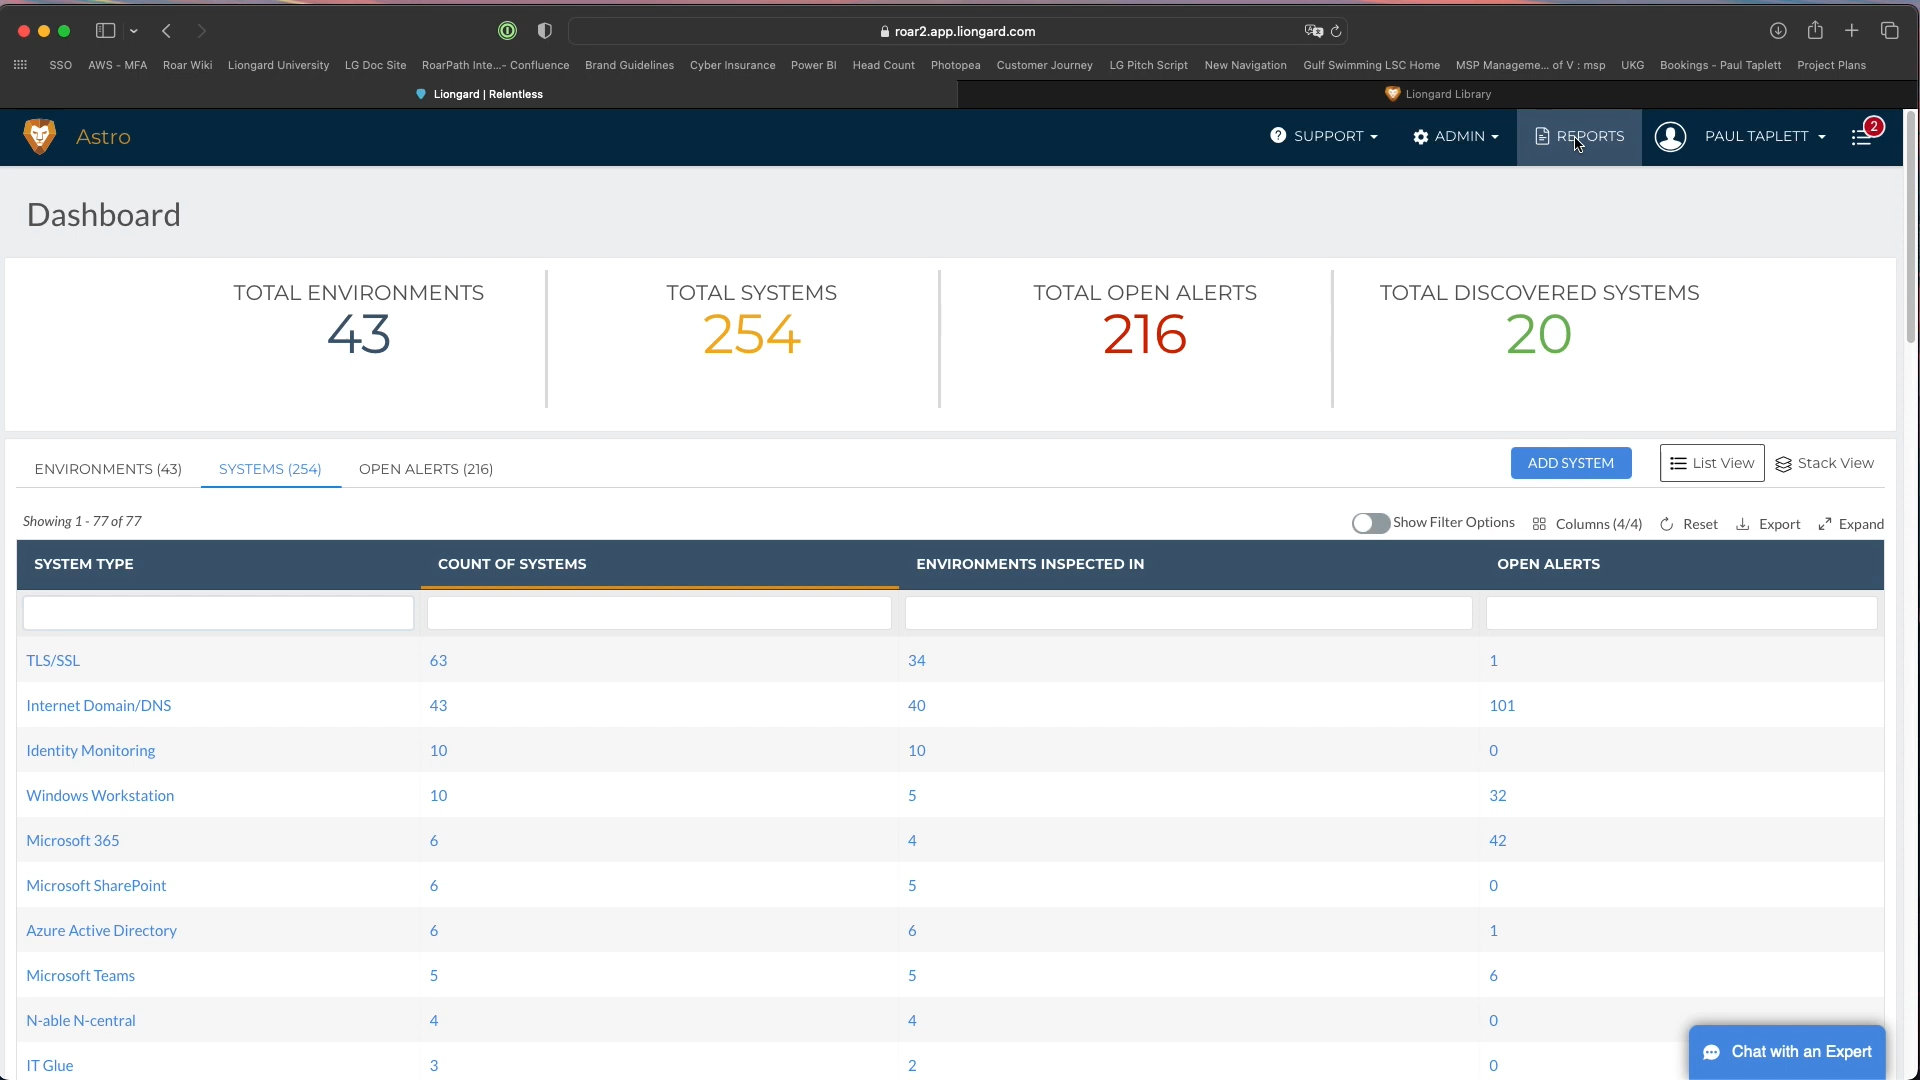 roar2.app.liongard.com
SSO AWS - MFA Roar Wiki Liongard University LG Doc Site RoarPath Inte...- Confluence Brand Guidelines Cyber Insurance Power BI Head Count Photopea Customer Journey LG Pitch Script New Navigation Gulf Swimming LSC Home MSP Manageme... of V : msp UKG Bookings - Paul Taplett Project Plans
Liongard | Relentless Liongard Library
Astro SUPPORT ADMIN REPORTS PAUL TAPLETT 2
Dashboard
TOTAL ENVIRONMENTS TOTAL SYSTEMS TOTAL OPEN ALERTS TOTAL DISCOVERED SYSTEMS
43 254 216 20
ENVIRONMENTS (43) SYSTEMS (254) OPEN ALERTS (216) ADD SYSTEM List View Stack View
Showing 1 - 77 of 77 Show Filter Options Columns (4/4) Reset Export Expand
SYSTEM TYPE COUNT OF SYSTEMS ENVIRONMENTS INSPECTED IN OPEN ALERTS
TLS/SSL 63 34 1
Internet Domain/DNS 43 40 101
Identity Monitoring 10 10 0
Windows Workstation 10 5 32
Microsoft 365 6 4 42
Microsoft SharePoint 6 5 0
Azure Active Directory 6 6 1
Microsoft Teams 5 5 6
N-able N-central 4 4 0
IT Glue 3 2 0
Chat with an Expert